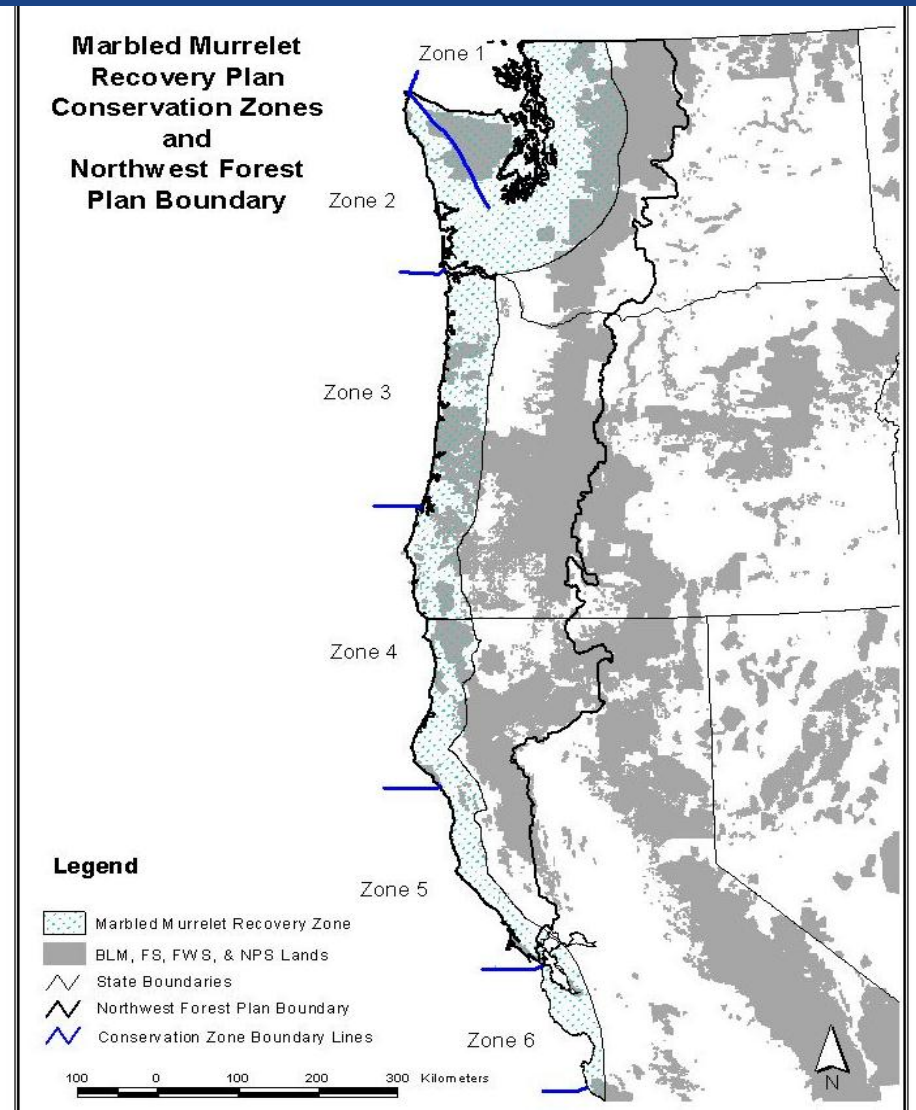 Marbled Murrelet
Recovery Plan
Conservation Zones
and
Northwest Forest
Plan Boundary
Zone 1
Zone 2
Zone 3
Zone 4
Zone 5
Zone 6
Legend
Marbled Murrelet Recovery Zone
BLM, FS, FWS, & NPS Lands
State Boundaries
Northwest Forest Plan Boundary
Conservation Zone Boundary Lines
100 0 100 200 300 Kilometers
N